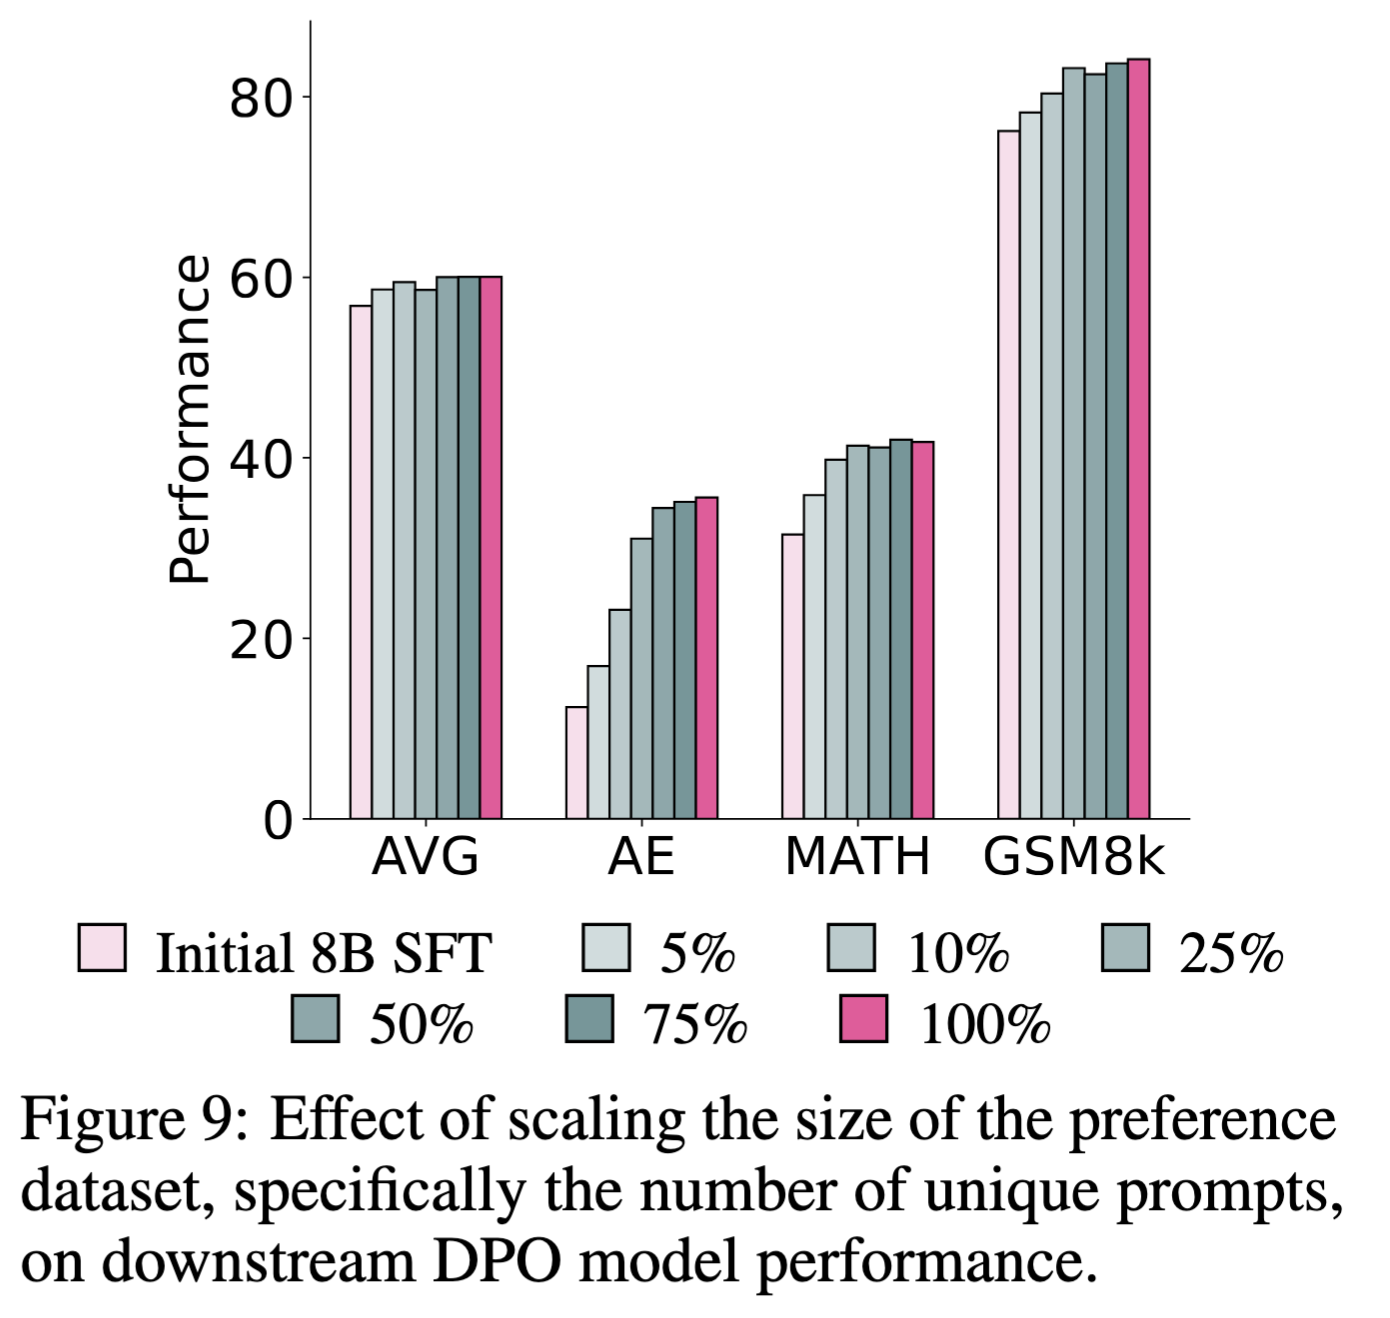 80
60
40
20
0
Performance
AVG AE MATH GSM8k
Initial 8B SFT 5% 10% 25%
50% 75% 100%
Figure 9: Effect of scaling the size of the preference
dataset, specifically the number of unique prompts,
on downstream DPO model performance.